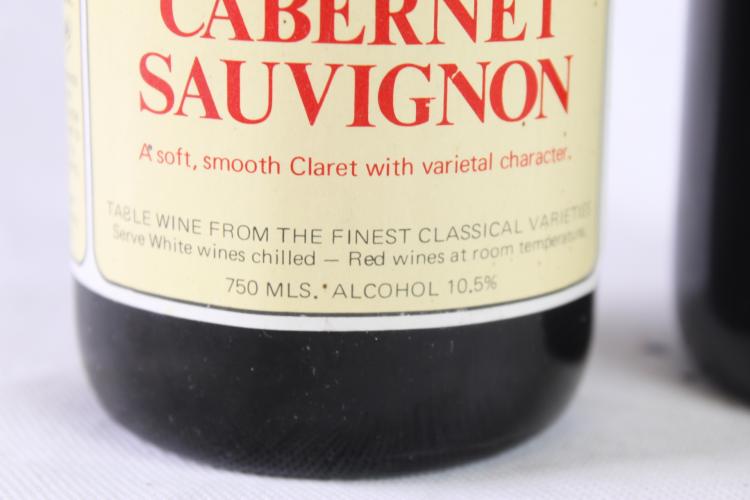 CABERNET
SAUVIGNON
A soft, smooth Claret with varietal character.
TABLE WINE FROM THE FINEST CLASSICAL VARIETIES
Serve White wines chilled — Red wines at room temperature.
750 MLS. ALCOHOL 10.5%